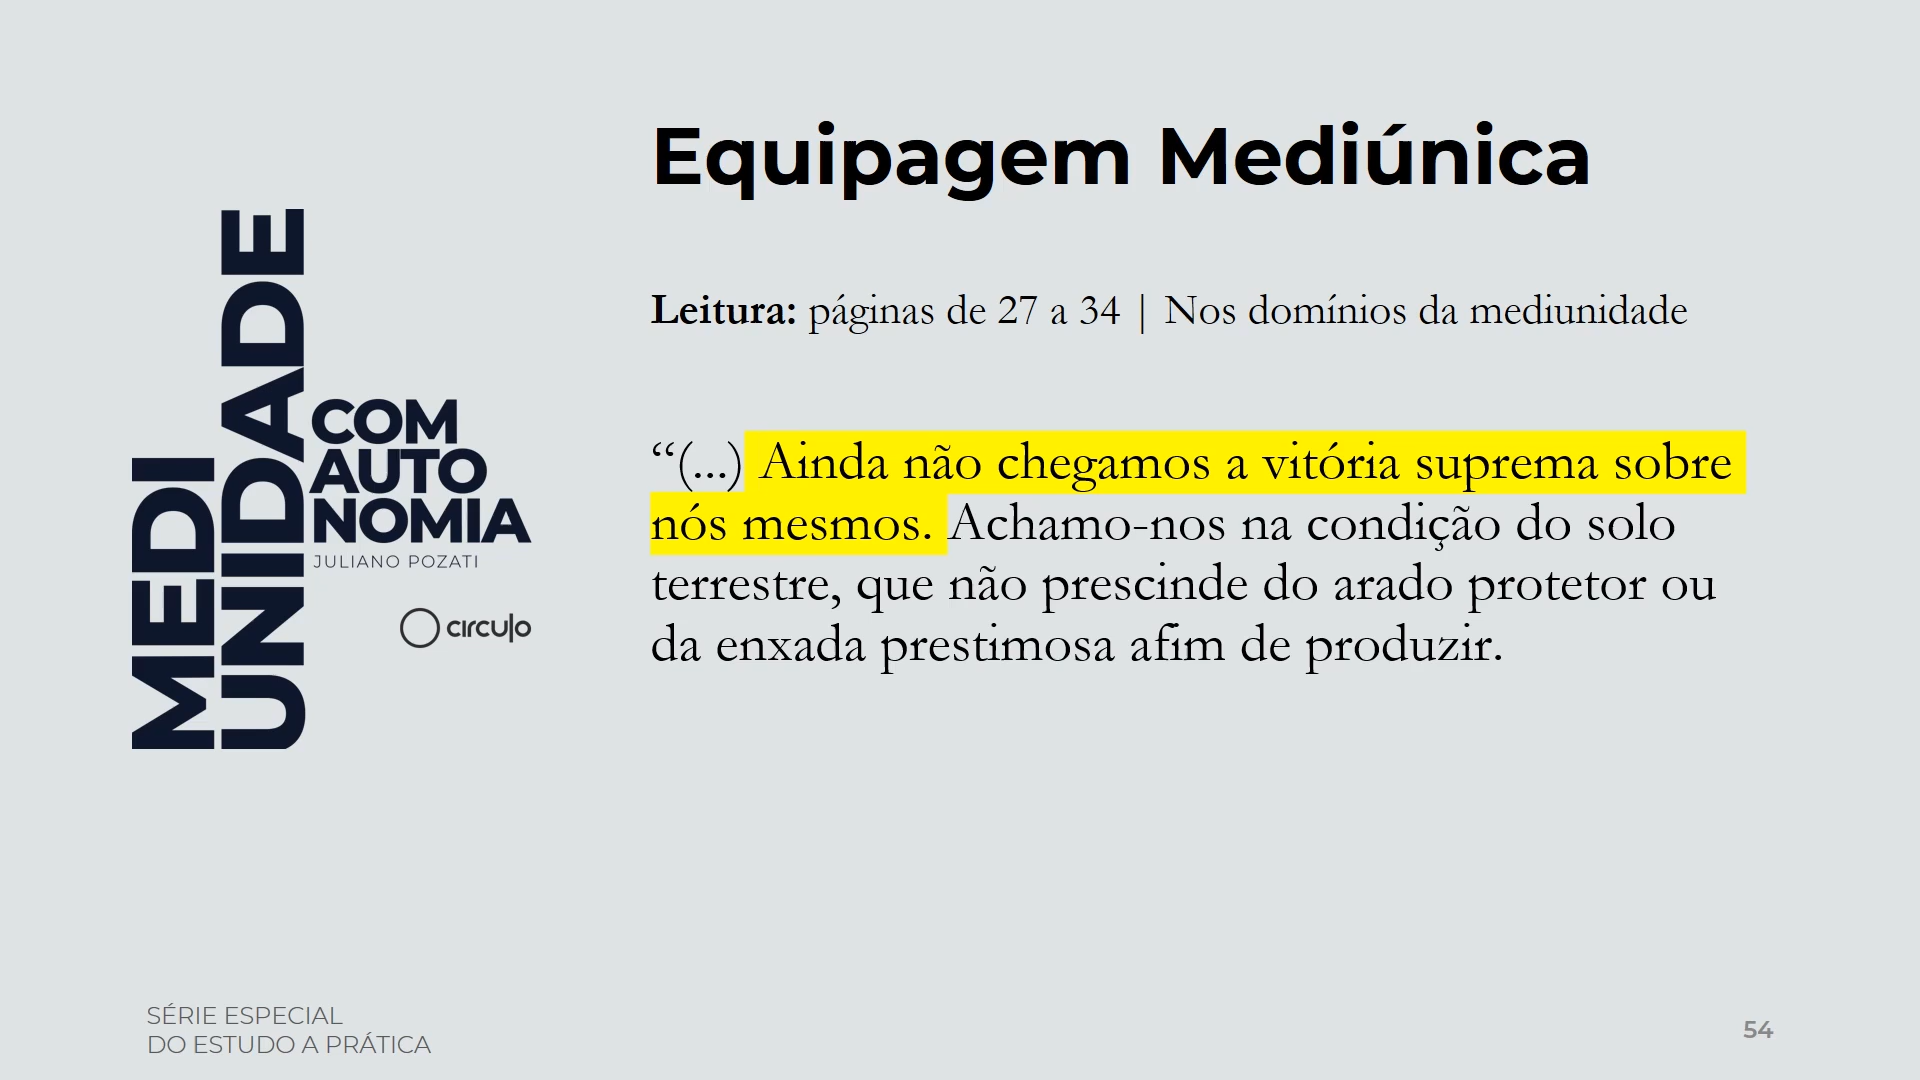 Equipagem Mediúnica
Leitura: páginas de 27 a 34 | Nos domínios da mediunidade
“(...) Ainda não chegamos a vitória suprema sobre
nós mesmos. Achamo-nos na condição do solo
terrestre, que não prescinde do arado protetor ou
da enxada prestimosa afim de produzir.
MEDI
UNIDADE
COM
AUTO
NOMIA
JULIANO POZATI
circulo
SÉRIE ESPECIAL
DO ESTUDO A PRÁTICA
54